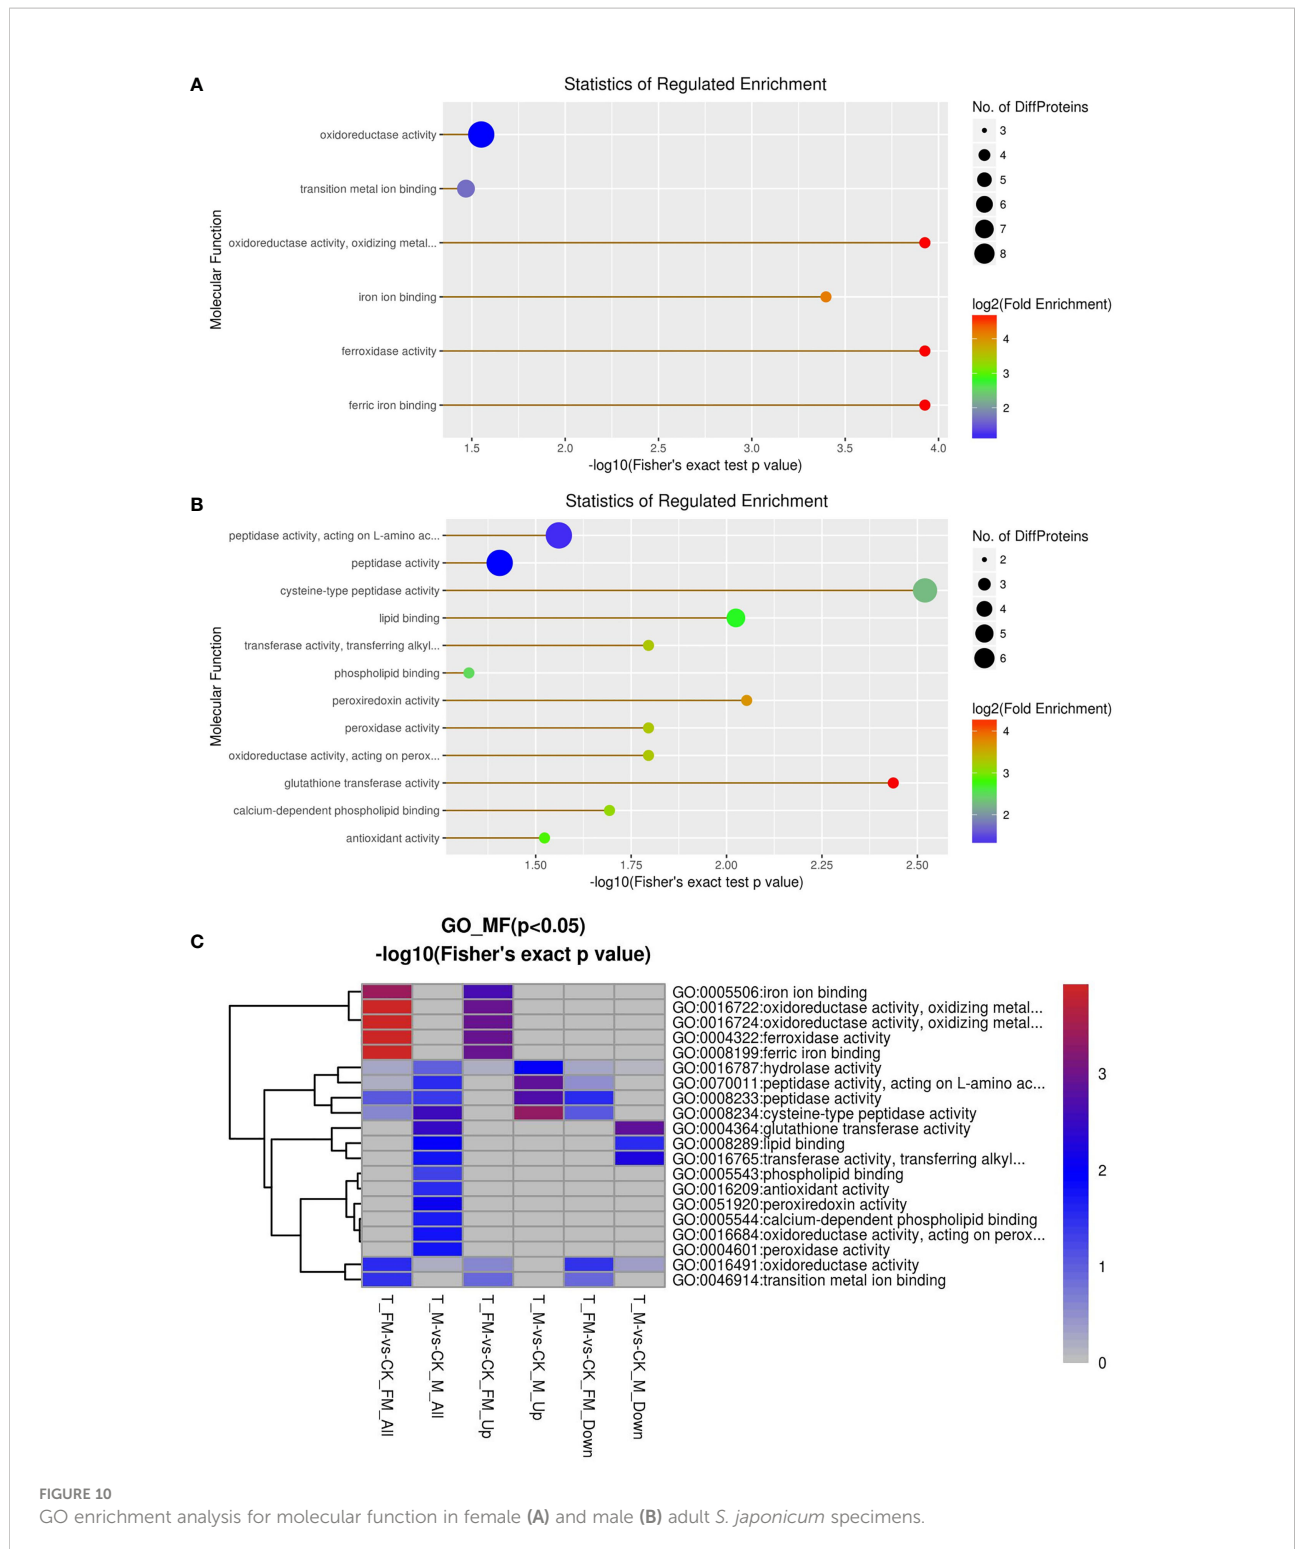 A
Statistics of Regulated Enrichment
Molecular Function
oxidoreductase activity
transition metal ion binding
oxidoreductase activity, oxidizing metal...
iron ion binding
ferroxidase activity
ferric iron binding
1.5 2.0 2.5 3.0 3.5 4.0
-log10(Fisher's exact test p value)
No. of DiffProteins
3
4
5
6
7
8
log2(Fold Enrichment)
4
3
2
B
Statistics of Regulated Enrichment
Molecular Function
peptidase activity, acting on L-amino ac...
peptidase activity
cysteine-type peptidase activity
lipid binding
transferase activity, transferring alkyl...
phospholipid binding
peroxiredoxin activity
peroxidase activity
oxidoreductase activity, acting on perox...
glutathione transferase activity
calcium-dependent phospholipid binding
antioxidant activity
1.50 1.75 2.00 2.25 2.50
-log10(Fisher's exact test p value)
No. of DiffProteins
2
3
4
5
6
log2(Fold Enrichment)
4
3
2
C
GO_MF(p<0.05)
-log10(Fisher's exact p value)
GO:0005506:iron ion binding
GO:0016722:oxidoreductase activity, oxidizing metal...
GO:0016724:oxidoreductase activity, oxidizing metal...
GO:0004322:ferroxidase activity
GO:0008199:ferric iron binding
GO:0016787:hydrolase activity
GO:0070011:peptidase activity, acting on L-amino ac...
GO:0008233:peptidase activity
GO:0008234:cysteine-type peptidase activity
GO:0004364:glutathione transferase activity
GO:0008289:lipid binding
GO:0016765:transferase activity, transferring alkyl...
GO:0005543:phospholipid binding
GO:0016209:antioxidant activity
GO:0051920:peroxiredoxin activity
GO:0005544:calcium-dependent phospholipid binding
GO:0016684:oxidoreductase activity, acting on perox...
GO:0004601:peroxidase activity
GO:0016491:oxidoreductase activity
GO:0046914:transition metal ion binding
3
2
1
0
T_FM-vs-CK_FM_All
T_M-vs-CK_M_All
T_FM-vs-CK_FM_Up
T_M-vs-CK_M_Up
T_FM-vs-CK_FM_Down
T_M-vs-CK_M_Down
FIGURE 10
GO enrichment analysis for molecular function in female (A) and male (B) adult S. japonicum specimens.